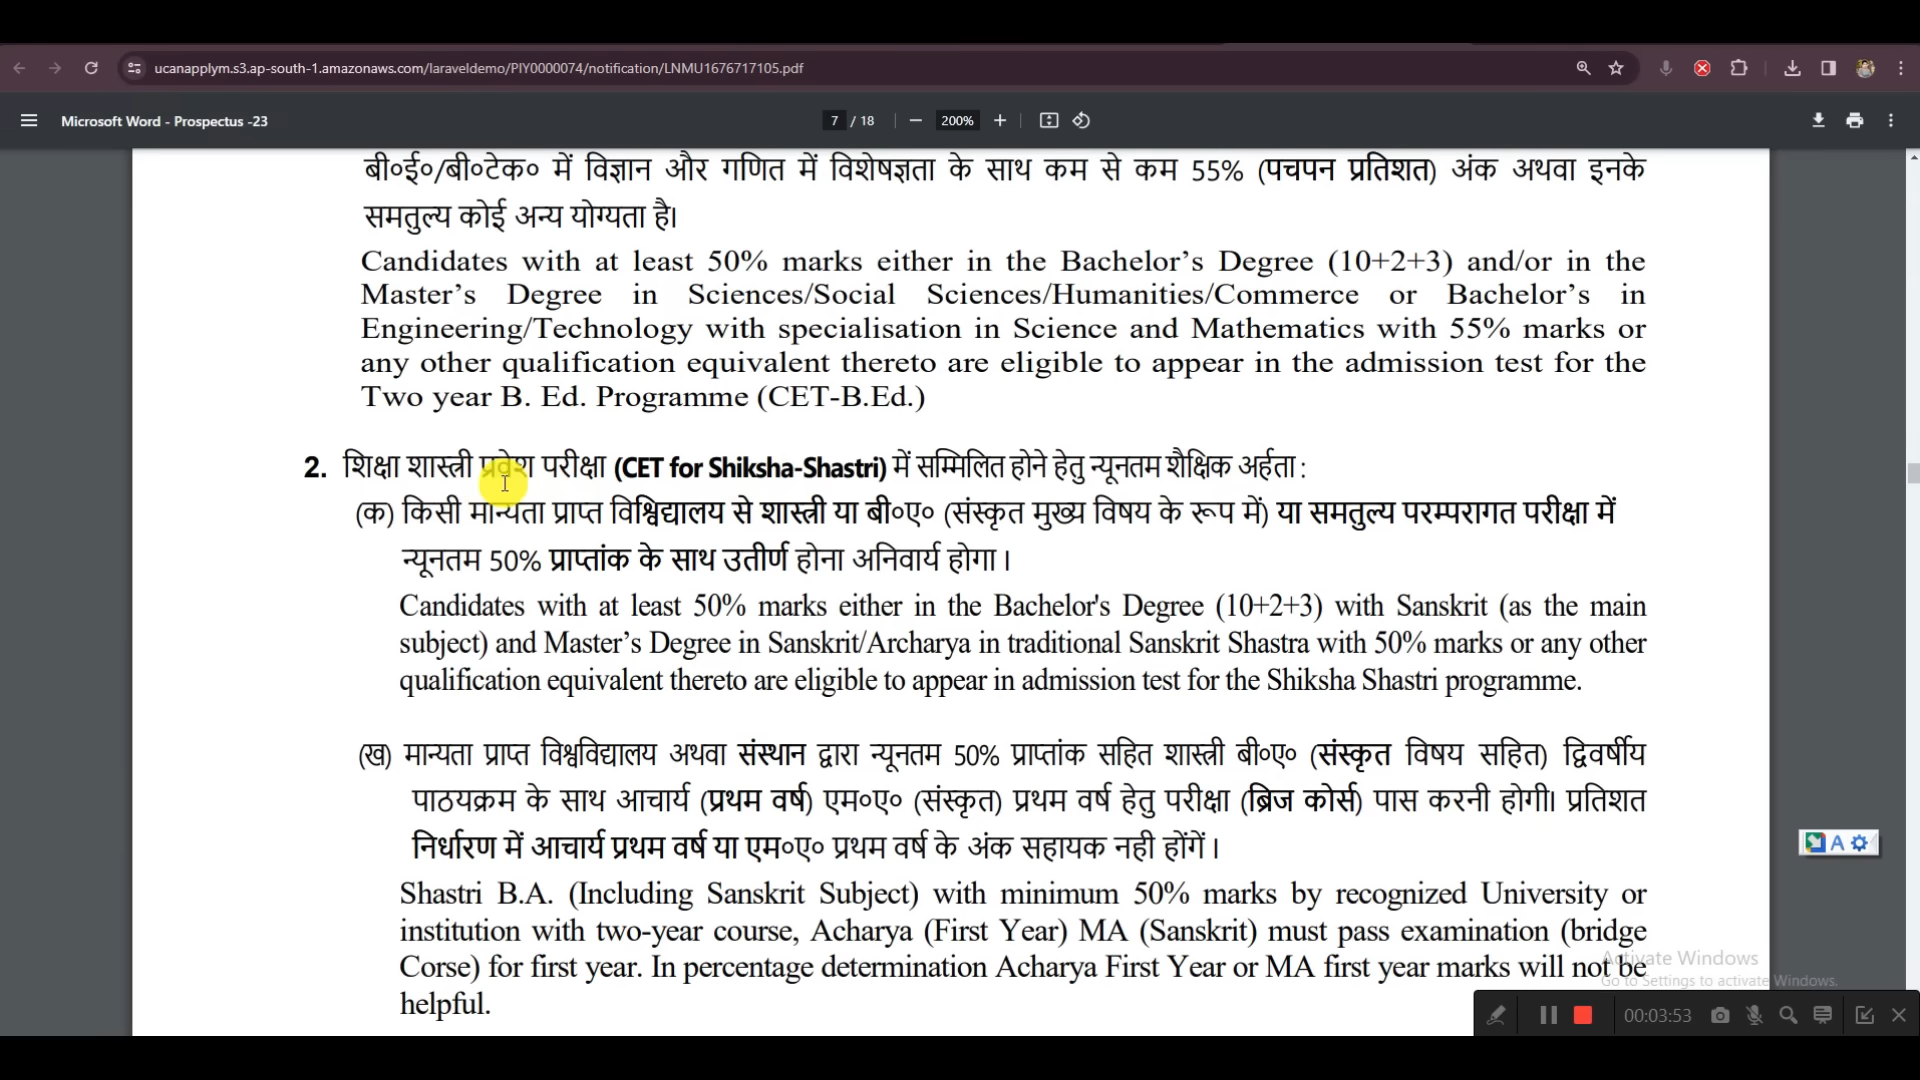 ucanapplym.s3.ap-south-1.amazonaws.com/laraveldemo/PIY0000074/notification/LNMU1676717105.pdf
Microsoft Word - Prospectus -23
7 / 18
200%
बी०ई०/बी०टेक० में विज्ञान और गणित में विशेषज्ञता के साथ कम से कम 55% (पचपन प्रतिशत) अंक अथवा इनके
समतुल्य कोई अन्य योग्यता है।
Candidates with at least 50% marks either in the Bachelor's Degree (10+2+3) and/or in the
Master's Degree in Sciences/Social Sciences/Humanities/Commerce or Bachelor's in
Engineering/Technology with specialisation in Science and Mathematics with 55% marks or
any other qualification equivalent thereto are eligible to appear in the admission test for the
Two year B. Ed. Programme (CET-B.Ed.)
2. शिक्षा शास्त्री प्रवेश परीक्षा (CET for Shiksha-Shastri) में सम्मिलित होने हेतु न्यूनतम शैक्षिक अर्हता :
(क) किसी मान्यता प्राप्त विश्विद्यालय से शास्त्री या बी०ए० (संस्कृत मुख्य विषय के रूप में) या समतुल्य परम्परागत परीक्षा में
न्यूनतम 50% प्राप्तांक के साथ उतीर्ण होना अनिवार्य होगा ।
Candidates with at least 50% marks either in the Bachelor's Degree (10+2+3) with Sanskrit (as the main
subject) and Master's Degree in Sanskrit/Archarya in traditional Sanskrit Shastra with 50% marks or any other
qualification equivalent thereto are eligible to appear in admission test for the Shiksha Shastri programme.
(ख) मान्यता प्राप्त विश्वविद्यालय अथवा संस्थान द्वारा न्यूनतम 50% प्राप्तांक सहित शास्त्री बी०ए० (संस्कृत विषय सहित) द्विवर्षीय
पाठयक्रम के साथ आचार्य (प्रथम वर्ष) एम०ए० (संस्कृत) प्रथम वर्ष हेतु परीक्षा (ब्रिज कोर्स) पास करनी होगी। प्रतिशत
निर्धारण में आचार्य प्रथम वर्ष या एम०ए० प्रथम वर्ष के अंक सहायक नही होंगें ।
Shastri B.A. (Including Sanskrit Subject) with minimum 50% marks by recognized University or
institution with two-year course, Acharya (First Year) MA (Sanskrit) must pass examination (bridge
Corse) for first year. In percentage determination Acharya First Year or MA first year marks will not be
helpful.
A
Activate Windows
Go to Settings to activate Windows.
00:03:53